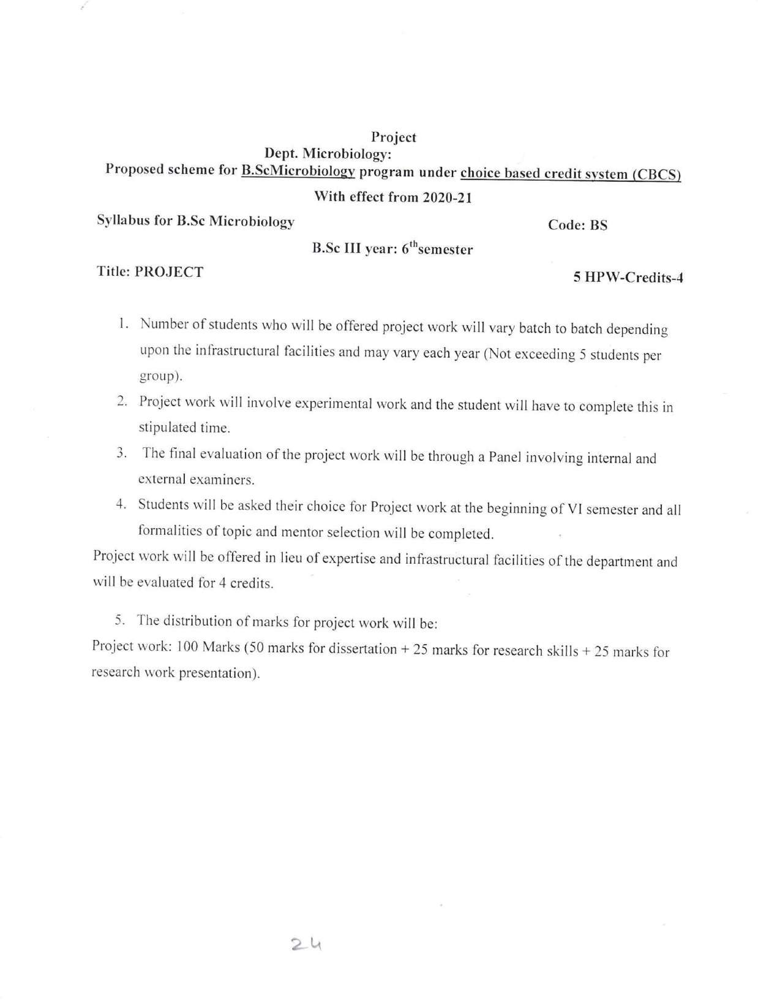 Project
Dept. Microbiology:
Proposed scheme for B.ScMicrobiology program under choice based credit system (CBCS)
With effect from 2020-21
Syllabus for B.Sc Microbiology Code: BS
B.Sc III year: 6thsemester
Title: PROJECT 5 HPW-Credits-4
1. Number of students who will be offered project work will vary batch to batch depending
upon the infrastructural facilities and may vary each year (Not exceeding 5 students per
group).
2. Project work will involve experimental work and the student will have to complete this in
stipulated time.
3. The final evaluation of the project work will be through a Panel involving internal and
external examiners.
4. Students will be asked their choice for Project work at the beginning of VI semester and all
formalities of topic and mentor selection will be completed.
Project work will be offered in lieu of expertise and infrastructural facilities of the department and
will be evaluated for 4 credits.
5. The distribution of marks for project work will be:
Project work: 100 Marks (50 marks for dissertation + 25 marks for research skills + 25 marks for
research work presentation).
24